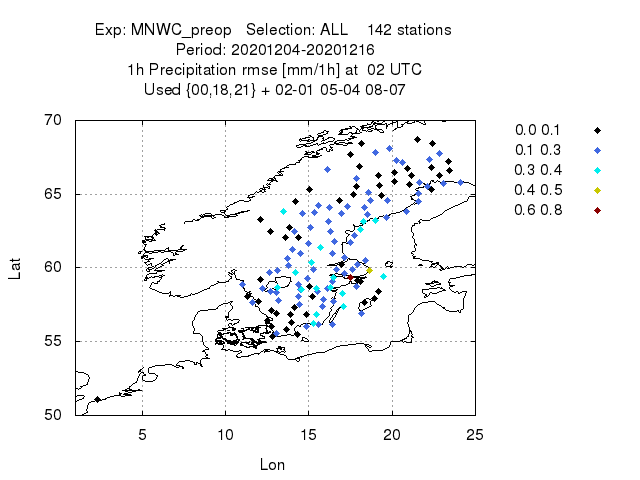 Exp: MNWC_preop Selection: ALL 142 stations
Period: 20201204-20201216
1h Precipitation rmse [mm/1h] at 02 UTC
Used {00,18,21} + 02-01 05-04 08-07
70
65
60
55
50
Lat
5
10
15
20
25
Lon
0.0 0.1
0.1 0.3
0.3 0.4
0.4 0.5
0.6 0.8